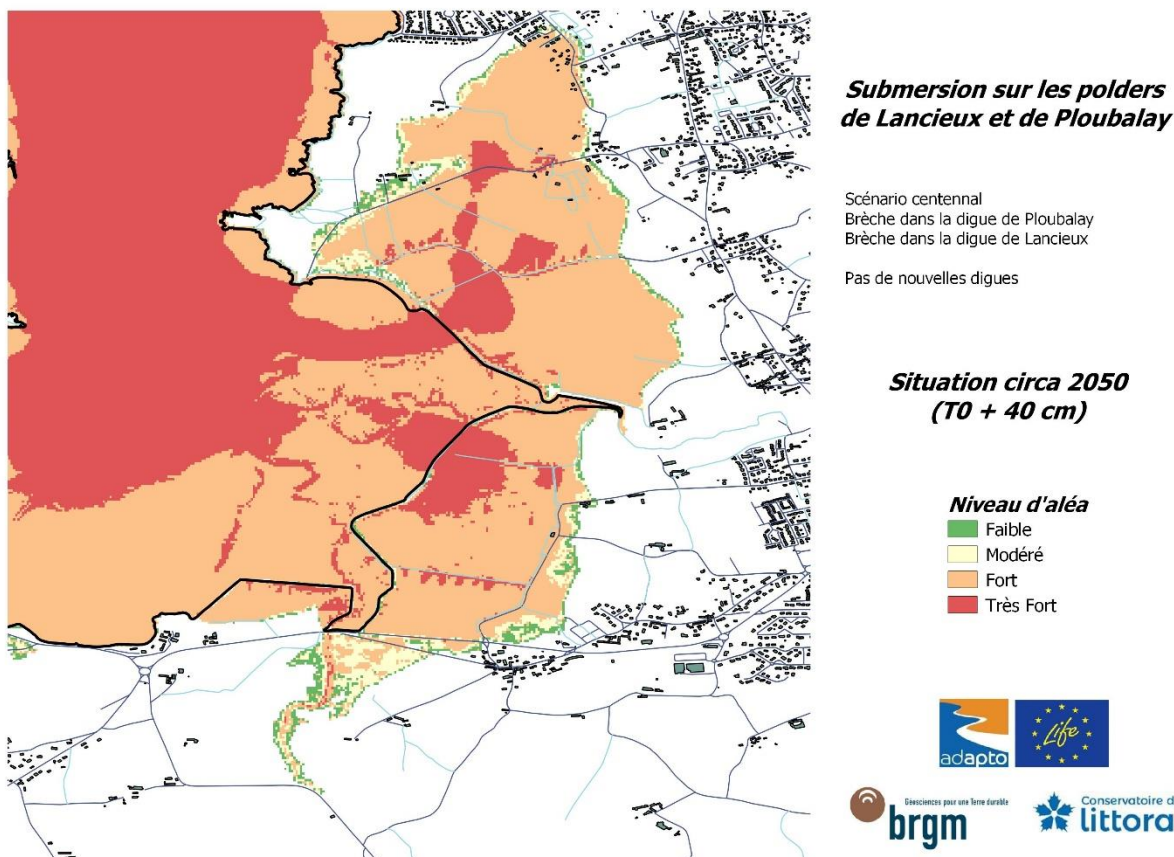 Submersion sur les polders
de Lancieux et de Ploubalay
Scénario centennal
Brèche dans la digue de Ploubalay
Brèche dans la digue de Lancieux
Pas de nouvelles digues
Situation circa 2050
(T0 + 40 cm)
Niveau d'aléa
Faible
Modéré
Fort
Très Fort
adapto
Life
Géosciences pour une Terre durable
brgm
Conservatoire d
littora